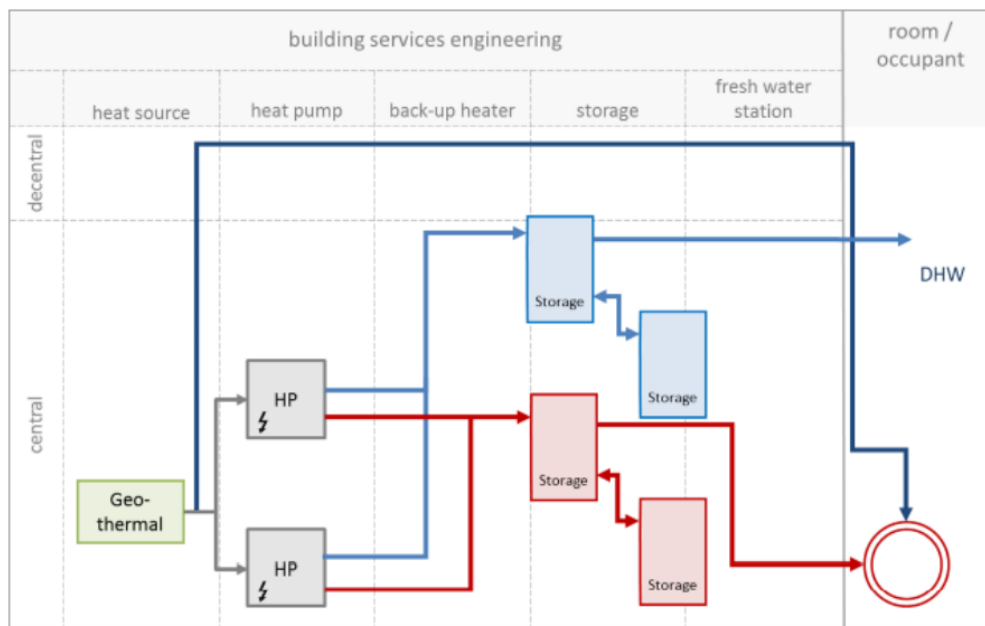 building services engineering
room /
occupant
heat source
heat pump
back-up heater
storage
fresh water
station
decentral
central
Storage
DHW
Storage
HP
Storage
Geo-
thermal
HP
Storage